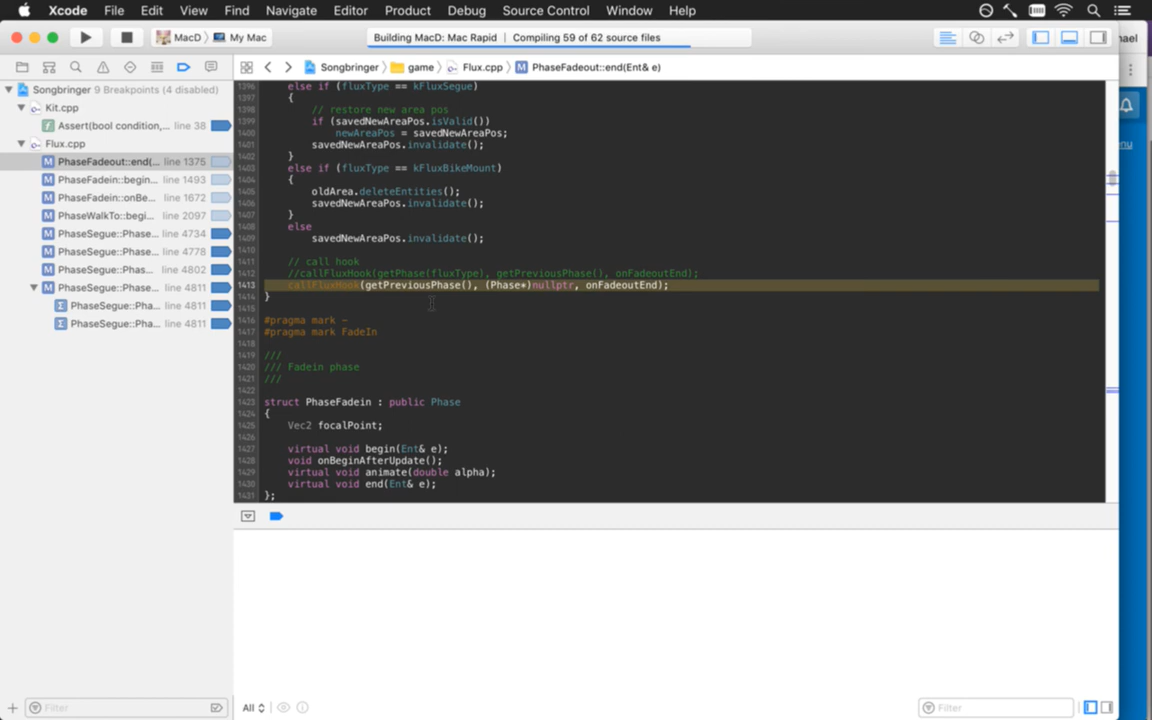 Xcode File Edit View Find Navigate Editor Product Debug Source Control Window Help
MacD 〉 My Mac Building MacD: Mac Rapid | Compiling 59 of 62 source files
Songbringer 〉 game 〉 Flux.cpp 〉 M PhaseFadeout::end(Ent& e)
Songbringer 9 Breakpoints (4 disabled)
Kit.cpp
f Assert(bool condition,... line 38
Flux.cpp
M PhaseFadeout::end(... line 1375
M PhaseFadein::begin... line 1493
M PhaseFadein::onBe... line 1672
M PhaseWalkTo::begi... line 2097
M PhaseSegue::Phase... line 4734
M PhaseSegue::Phase... line 4778
M PhaseSegue::Phas... line 4802
M PhaseSegue::Phase... line 4811
Σ PhaseSegue::Pha... line 4811
Σ PhaseSegue::Pha... line 4811
1396 else if (fluxType == kFluxSegue)
1397 {
1398 // restore new area pos
1399 if (savedNewAreaPos.isValid())
1400 newAreaPos = savedNewAreaPos;
1401 savedNewAreaPos.invalidate();
1402 }
1403 else if (fluxType == kFluxBikeMount)
1404 {
1405 oldArea.deleteEntities();
1406 savedNewAreaPos.invalidate();
1407 }
1408 else
1409 savedNewAreaPos.invalidate();
1410
1411 // call hook
1412 //callFluxHook(getPhase(fluxType), getPreviousPhase(), onFadeoutEnd);
1413 callFluxHook(getPreviousPhase(), (Phase*)nullptr, onFadeoutEnd);
1414 }
1415
1416 #pragma mark -
1417 #pragma mark FadeIn
1418
1419 ///
1420 /// Fadein phase
1421 ///
1422
1423 struct PhaseFadein : public Phase
1424 {
1425 Vec2 focalPoint;
1426
1427 virtual void begin(Ent& e);
1428 void onBeginAfterUpdate();
1429 virtual void animate(double alpha);
1430 virtual void end(Ent& e);
1431 };
Filter
All
Filter
nael
enu